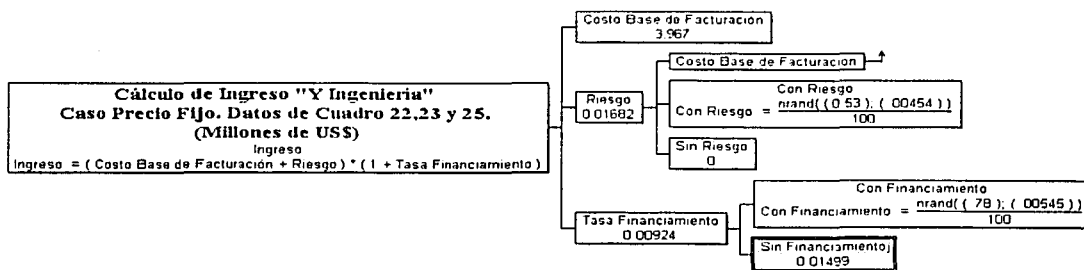 Cálculo de Ingreso "Y Ingenieria"
Caso Precio Fijo. Datos de Cuadro 22,23 y 25.
(Millones de US$)
Ingreso
Ingreso = ( Costo Base de Facturación + Riesgo ) * ( 1 + Tasa Financiamiento )
Costo Base de Facturación
3.967
Riesgo
0 01682
Costo Base de Facturación
Con Riesgo
Con Riesgo = nrand( ( 0 53 ); ( 00454 ) )
100
Sin Riesgo
0
Tasa Financiamiento
0 00924
Con Financiamiento
Con Financiamiento = nrand( ( 78 ); ( 00545 ) )
100
Sin Financiamiento
0 01499